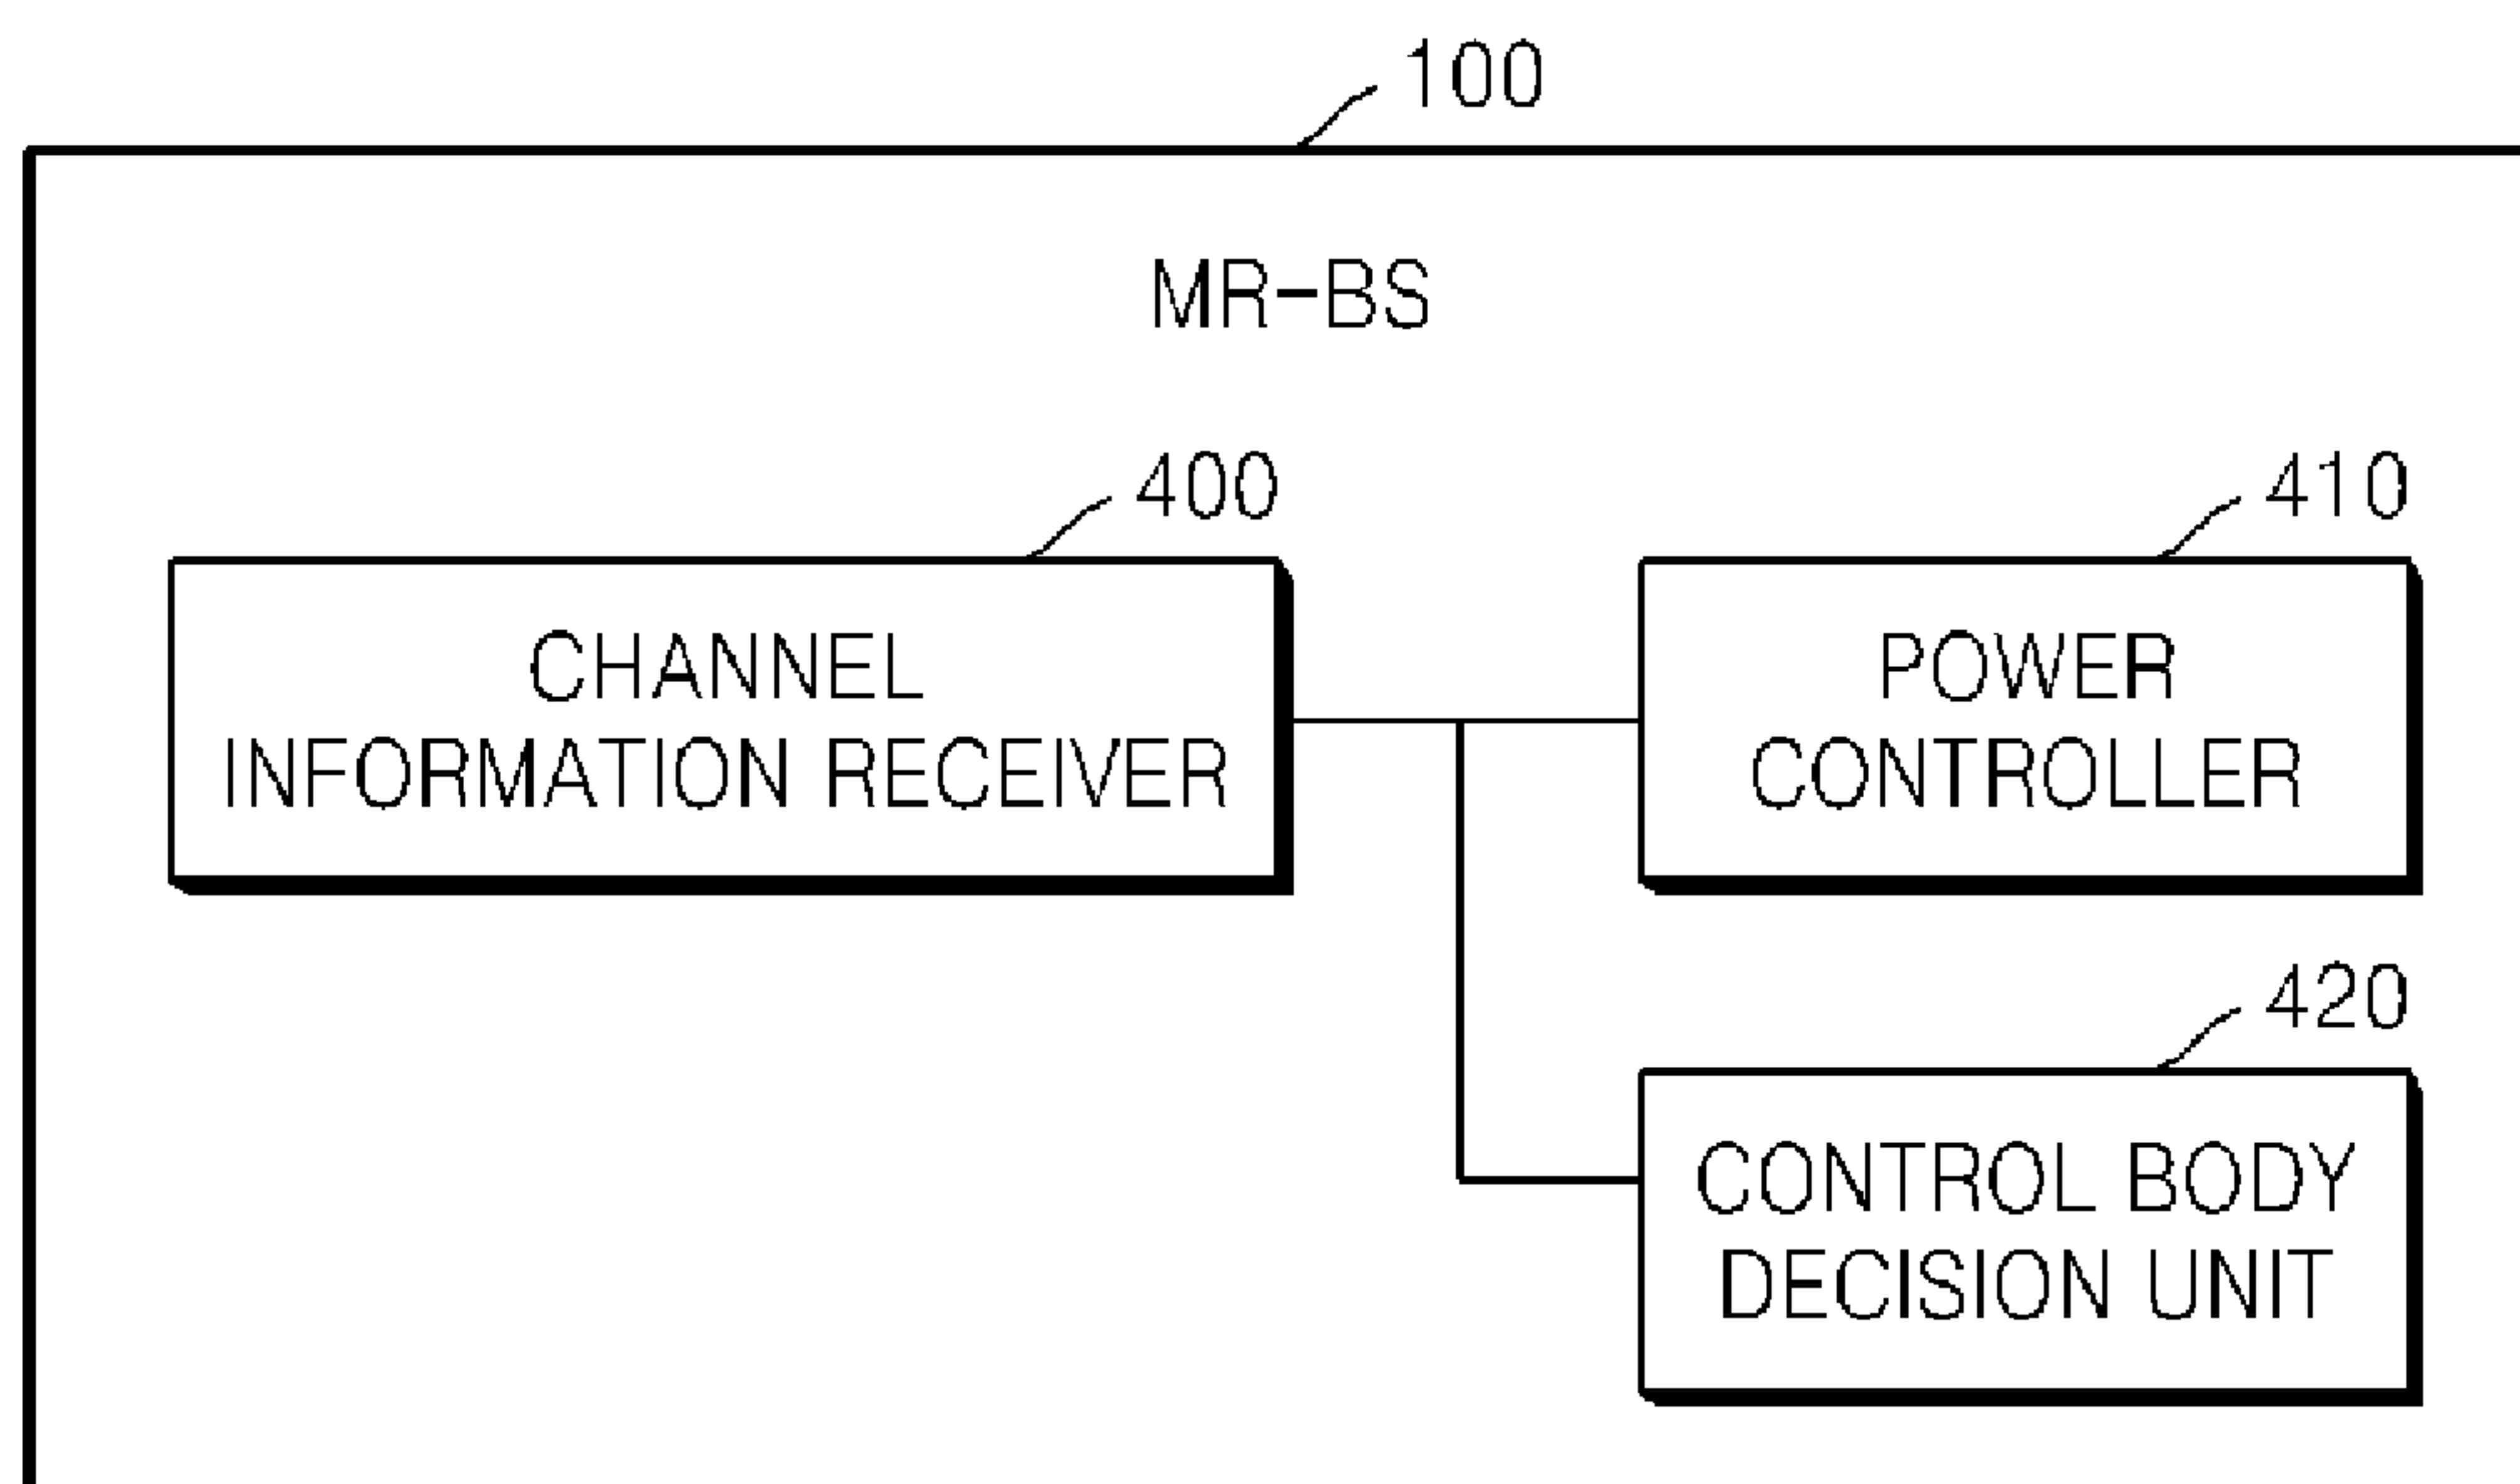 100
MR-BS
400
410
CHANNEL
INFORMATION RECEIVER
POWER
CONTROLLER
420
CONTROL BODY
DECISION UNIT